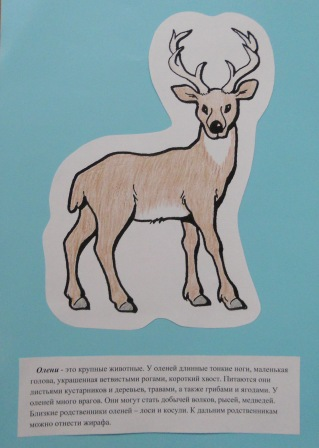 Олени - это крупные животные. У оленей длинные тонкие ноги, маленькая
голова, украшенная ветвистыми рогами, короткий хвост. Питаются они
листьями кустарников и деревьев, травами, а также грибами и ягодами. У
оленей много врагов. Они могут стать добычей волков, рысей, медведей.
Близкие родственники оленей – лоси и косули. К дальним родственникам
можно отнести жирафа.